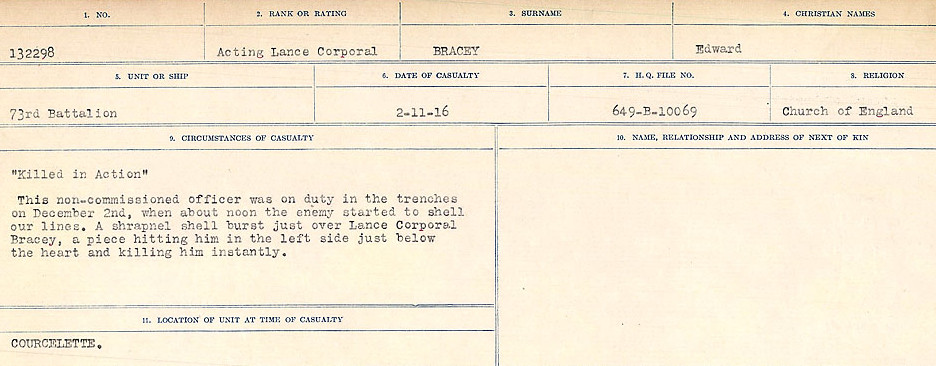 1. NO. 2. RANK OR RATING 3. SURNAME 4. CHRISTIAN NAMES
132298 Acting Lance Corporal BRACEY Edward
5. UNIT OR SHIP 6. DATE OF CASUALTY 7. H.Q. FILE NO. 8. RELIGION
73rd Battalion 2-11-16 649-B-10069 Church of England
9. CIRCUMSTANCES OF CASUALTY 10. NAME, RELATIONSHIP AND ADDRESS OF NEXT OF KIN
"Killed in Action"
This non-commissioned officer was on duty in the trenches
on December 2nd, when about noon the enemy started to shell
our lines. A shrapnel shell burst just over Lance Corporal
Bracey, a piece hitting him in the left side just below
the heart and killing him instantly.
11. LOCATION OF UNIT AT TIME OF CASUALTY
COURCELETTE.